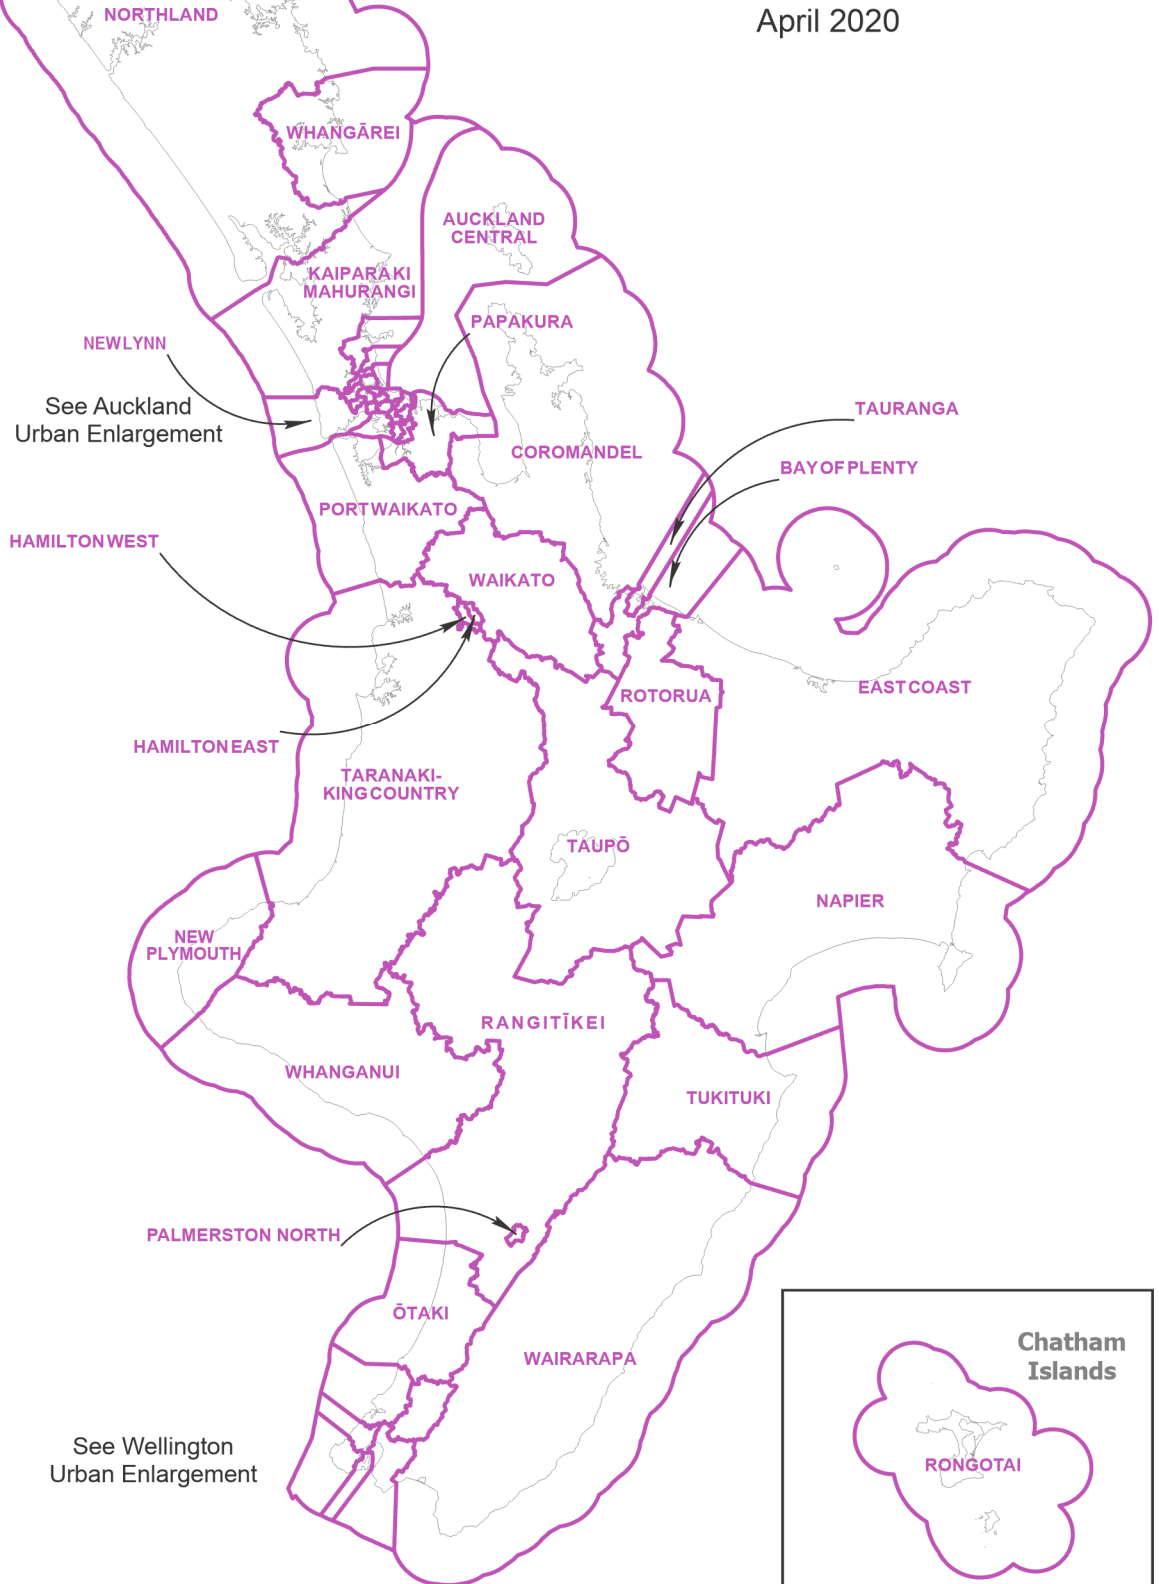 NORTHLAND
April 2020
WHANGĀREI
AUCKLAND
CENTRAL
KAIPARAKI
MAHURANGI
PAPAKURA
NEW LYNN
See Auckland
Urban Enlargement
TAURANGA
COROMANDEL
BAY OF PLENTY
PORT WAIKATO
HAMILTON WEST
WAIKATO
EAST COAST
ROTORUA
HAMILTON EAST
TARANAKI-
KING COUNTRY
TAUPŌ
NAPIER
NEW
PLYMOUTH
RANGITĪKEI
WHANGANUI
TUKITUKI
PALMERSTON NORTH
ŌTAKI
WAIRARAPA
Chatham
Islands
See Wellington
Urban Enlargement
RONGOTAI